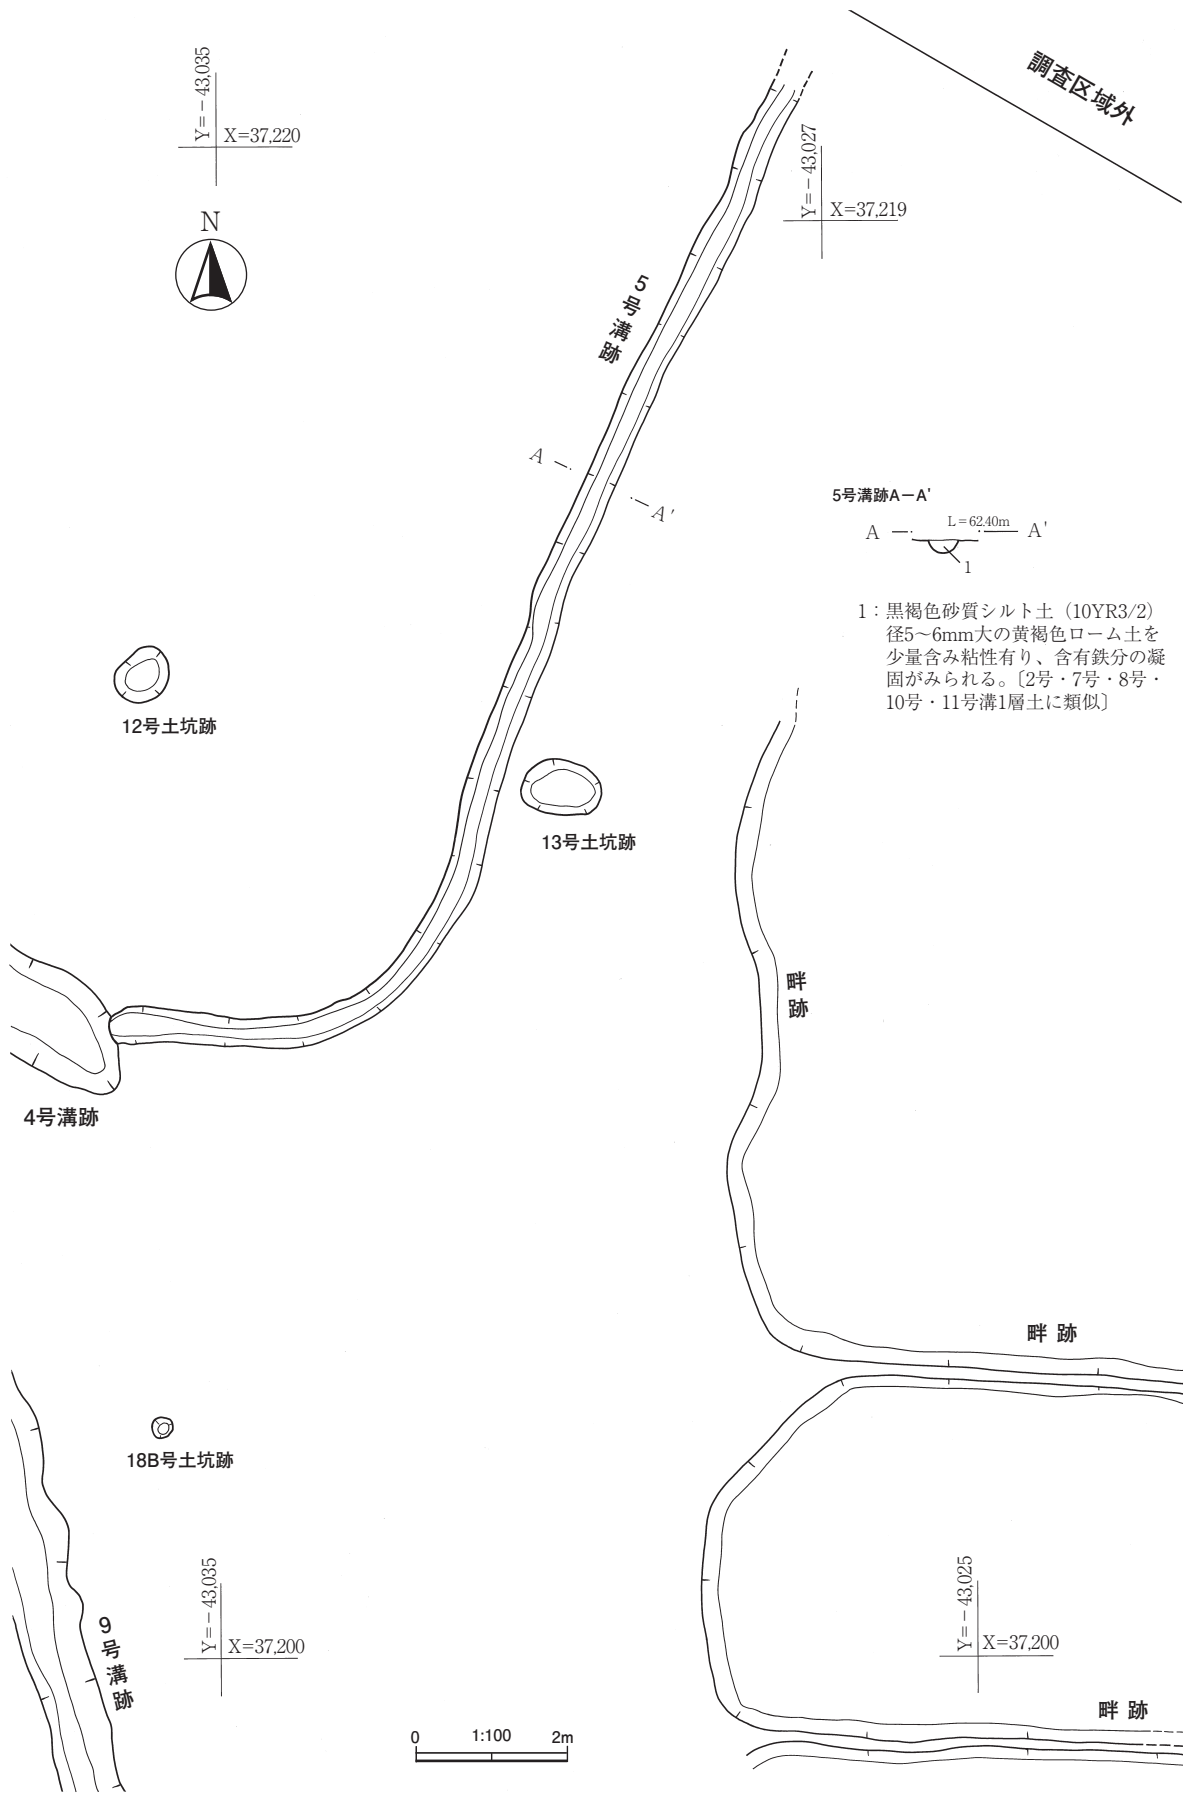 調査区域外
Y=－43,035
X=37,220
Y=－43,027
X=37,219
N
5号溝跡
A
A'
5号溝跡A－A'
L＝62.40m
A
A'
1
1：黒褐色砂質シルト土（10YR3/2）
径5～6mm大の黄褐色ローム土を
少量含み粘性有り、含有鉄分の凝
固がみられる。〔2号・7号・8号・
10号・11号溝1層土に類似〕
12号土坑跡
13号土坑跡
畔跡
4号溝跡
畔跡
18B号土坑跡
Y=－43,035
X=37,200
Y=－43,025
X=37,200
9号溝跡
畔跡
0
1:100
2m